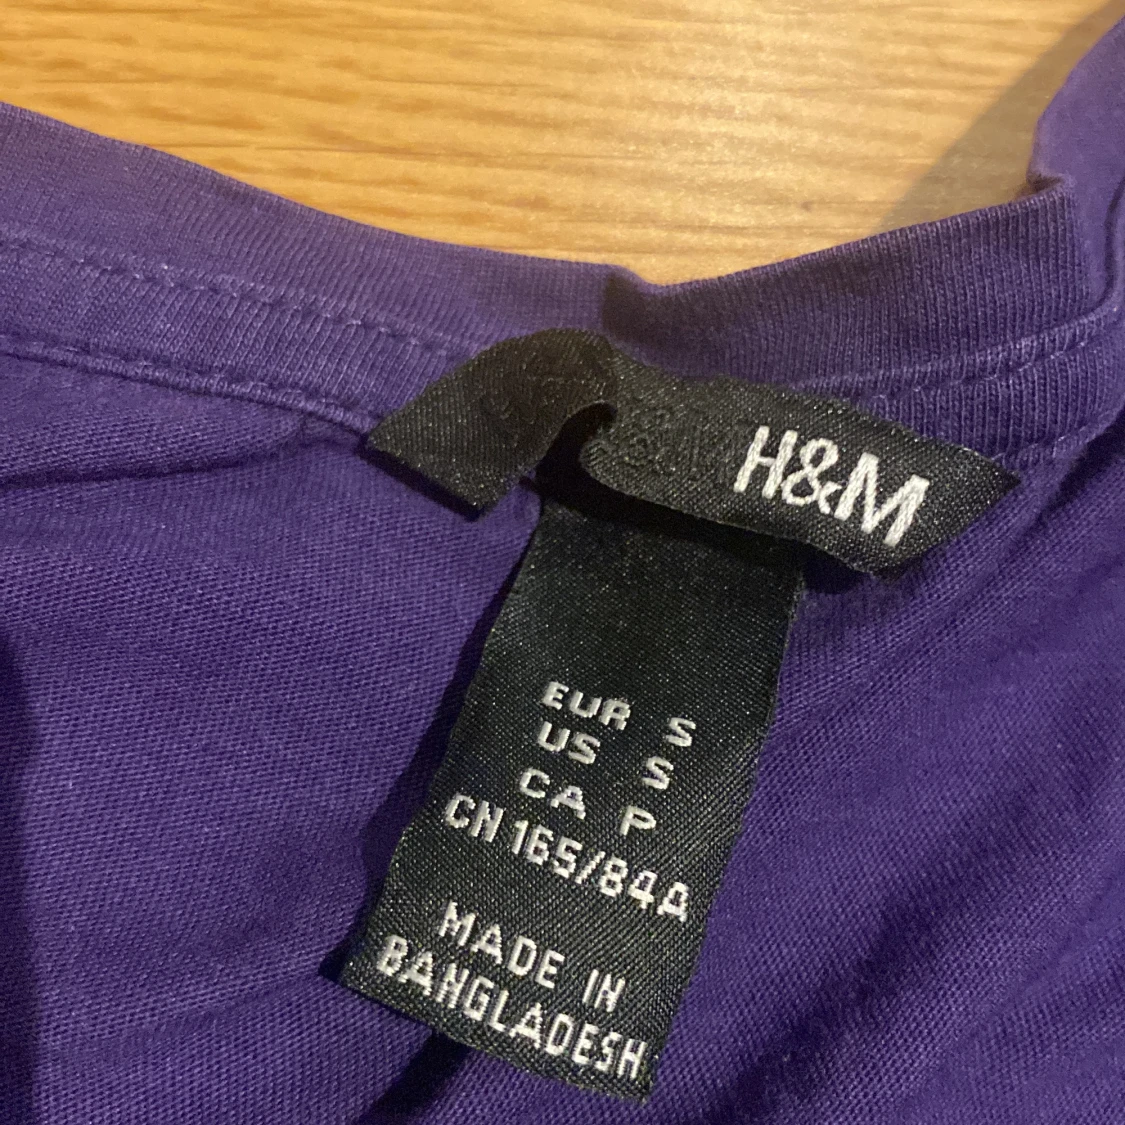 H&M
EUR S
US S
CA P
CN 165/84A
MADE IN
BANGLADESH